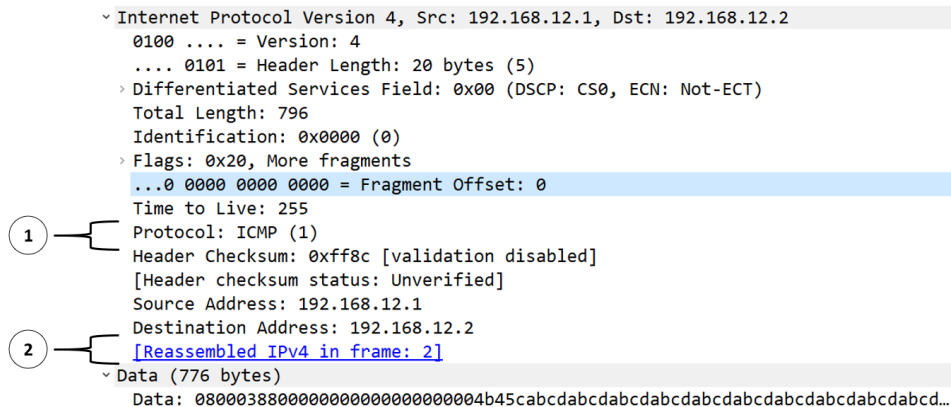 Internet Protocol Version 4, Src: 192.168.12.1, Dst: 192.168.12.2
0100 .... = Version: 4
.... 0101 = Header Length: 20 bytes (5)
Differentiated Services Field: 0x00 (DSCP: CS0, ECN: Not-ECT)
Total Length: 796
Identification: 0x0000 (0)
Flags: 0x20, More fragments
...0 0000 0000 0000 = Fragment Offset: 0
Time to Live: 255
1 Protocol: ICMP (1)
Header Checksum: 0xff8c [validation disabled]
[Header checksum status: Unverified]
Source Address: 192.168.12.1
Destination Address: 192.168.12.2
2 [Reassembled IPv4 in frame: 2]
Data (776 bytes)
Data: 0800038800000000000000000004b45cabcdabcdabcdabcdabcdabcdabcdabcdabcdabcd…